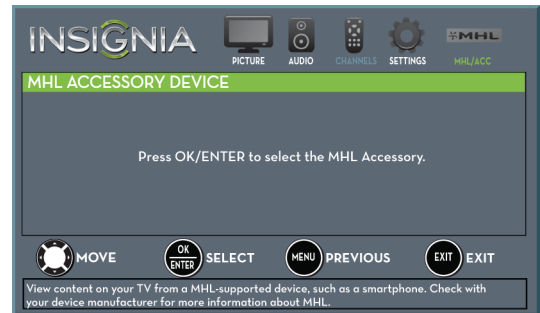 INSIGNIA
PICTURE AUDIO CHANNELS SETTINGS MHL/ACC
MHL
MHL ACCESSORY DEVICE
Press OK/ENTER to select the MHL Accessory.
MOVE OK ENTER SELECT MENU PREVIOUS EXIT EXIT
View content on your TV from a MHL-supported device, such as a smartphone. Check with
your device manufacturer for more information about MHL.